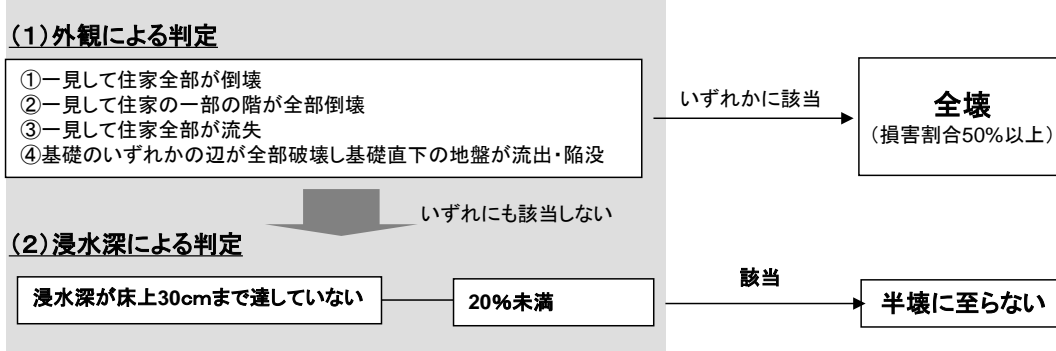 （1）外観による判定
①一見して住家全部が倒壊
②一見して住家の一部の階が全部倒壊
③一見して住家全部が流失
④基礎のいずれかの辺が全部破壊し基礎直下の地盤が流出・陥没
いずれかに該当
全壊
（損害割合50%以上）
いずれにも該当しない
（2）浸水深による判定
浸水深が床上30cmまで達していない
20%未満
該当
半壊に至らない